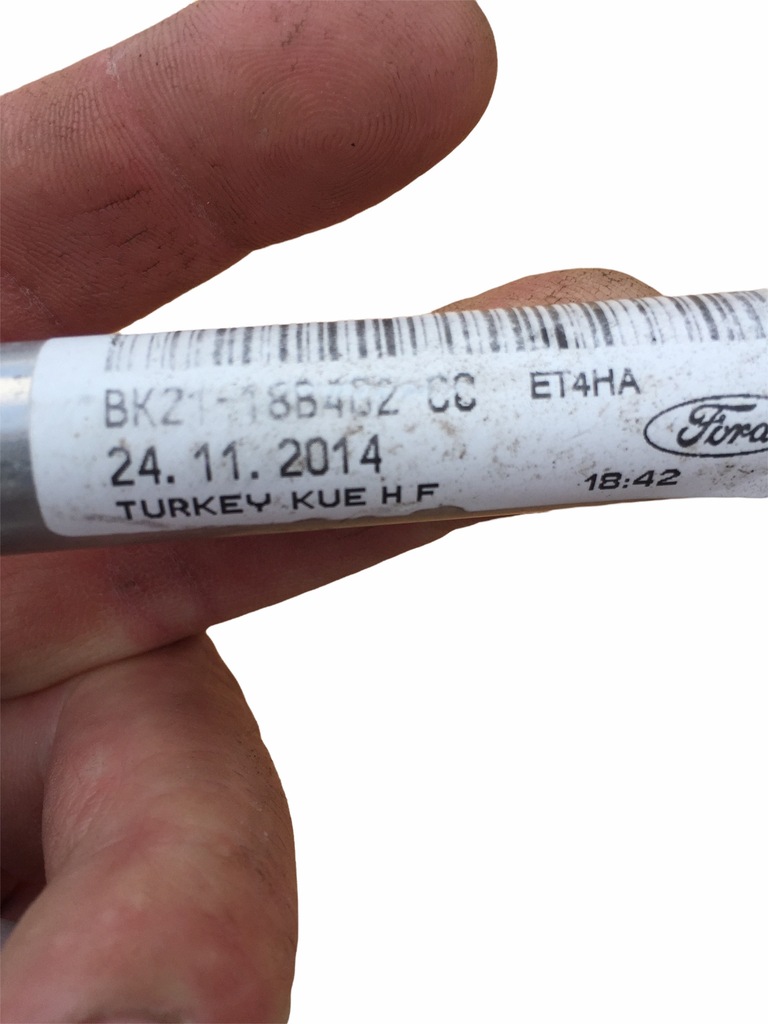 BK21-18B402 CC ET4HA
Ford
24. 11. 2014
18:42
TURKEY KUE H F